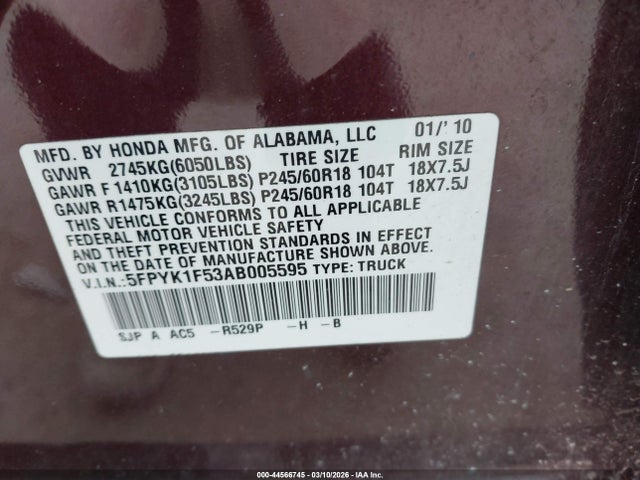 MFD. BY HONDA MFG. OF ALABAMA, LLC 01/'10
GVWR 2745KG(6050LBS) TIRE SIZE RIM SIZE
GAWR F1410KG(3105LBS) P245/60R18 104T 18X7.5J
GAWR R1475KG(3245LBS) P245/60R18 104T 18X7.5J
THIS VEHICLE CONFORMS TO ALL APPLICABLE
FEDERAL MOTOR VEHICLE SAFETY
AND THEFT PREVENTION STANDARDS IN EFFECT
ON THE DATE OF MANUFACTURE SHOWN ABOVE.
V.I.N.:5FPYK1F53AB005595 TYPE: TRUCK
SJP A AC5 -R529P -H -B
000-44566745 - 03/10/2026 - IAA Inc.